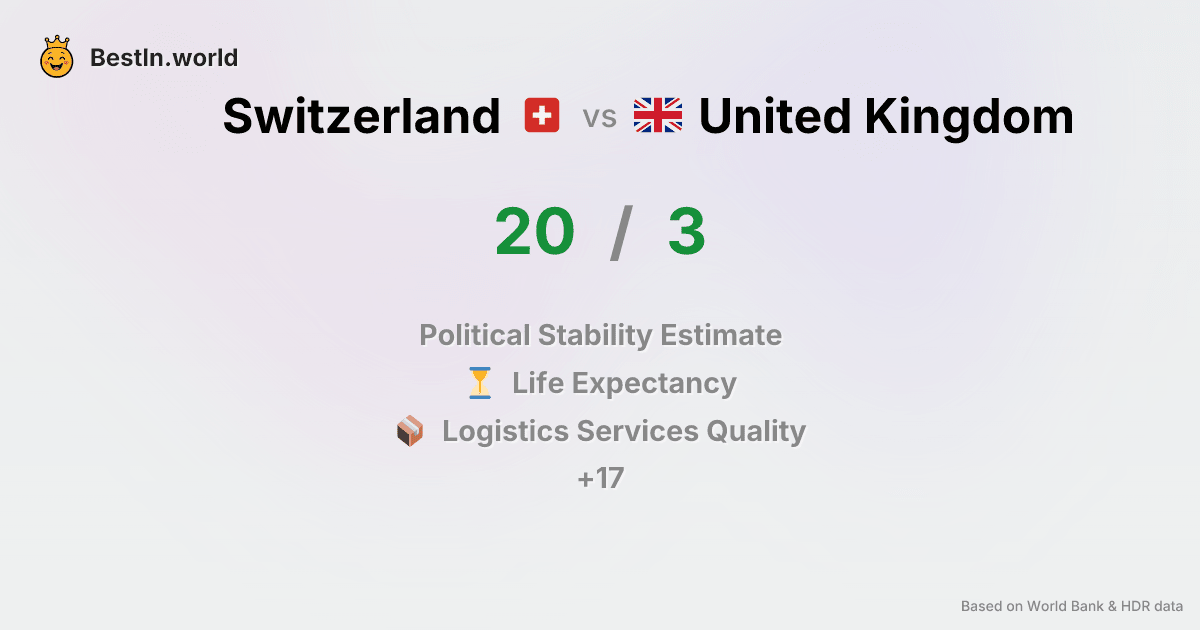 BestIn.world
Switzerland vs United Kingdom
20 / 3
Political Stability Estimate
Life Expectancy
Logistics Services Quality
+17
Based on World Bank & HDR data